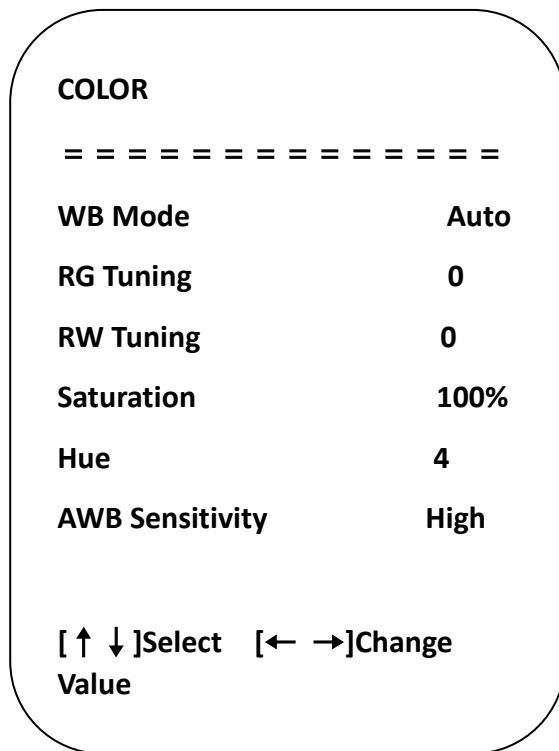 COLOR
= = = = = = = = = = = = = =
WB Mode Auto
RG Tuning 0
RW Tuning 0
Saturation 100%
Hue 4
AWB Sensitivity High
[ ↑ ↓ ]Select [← →]Change
Value